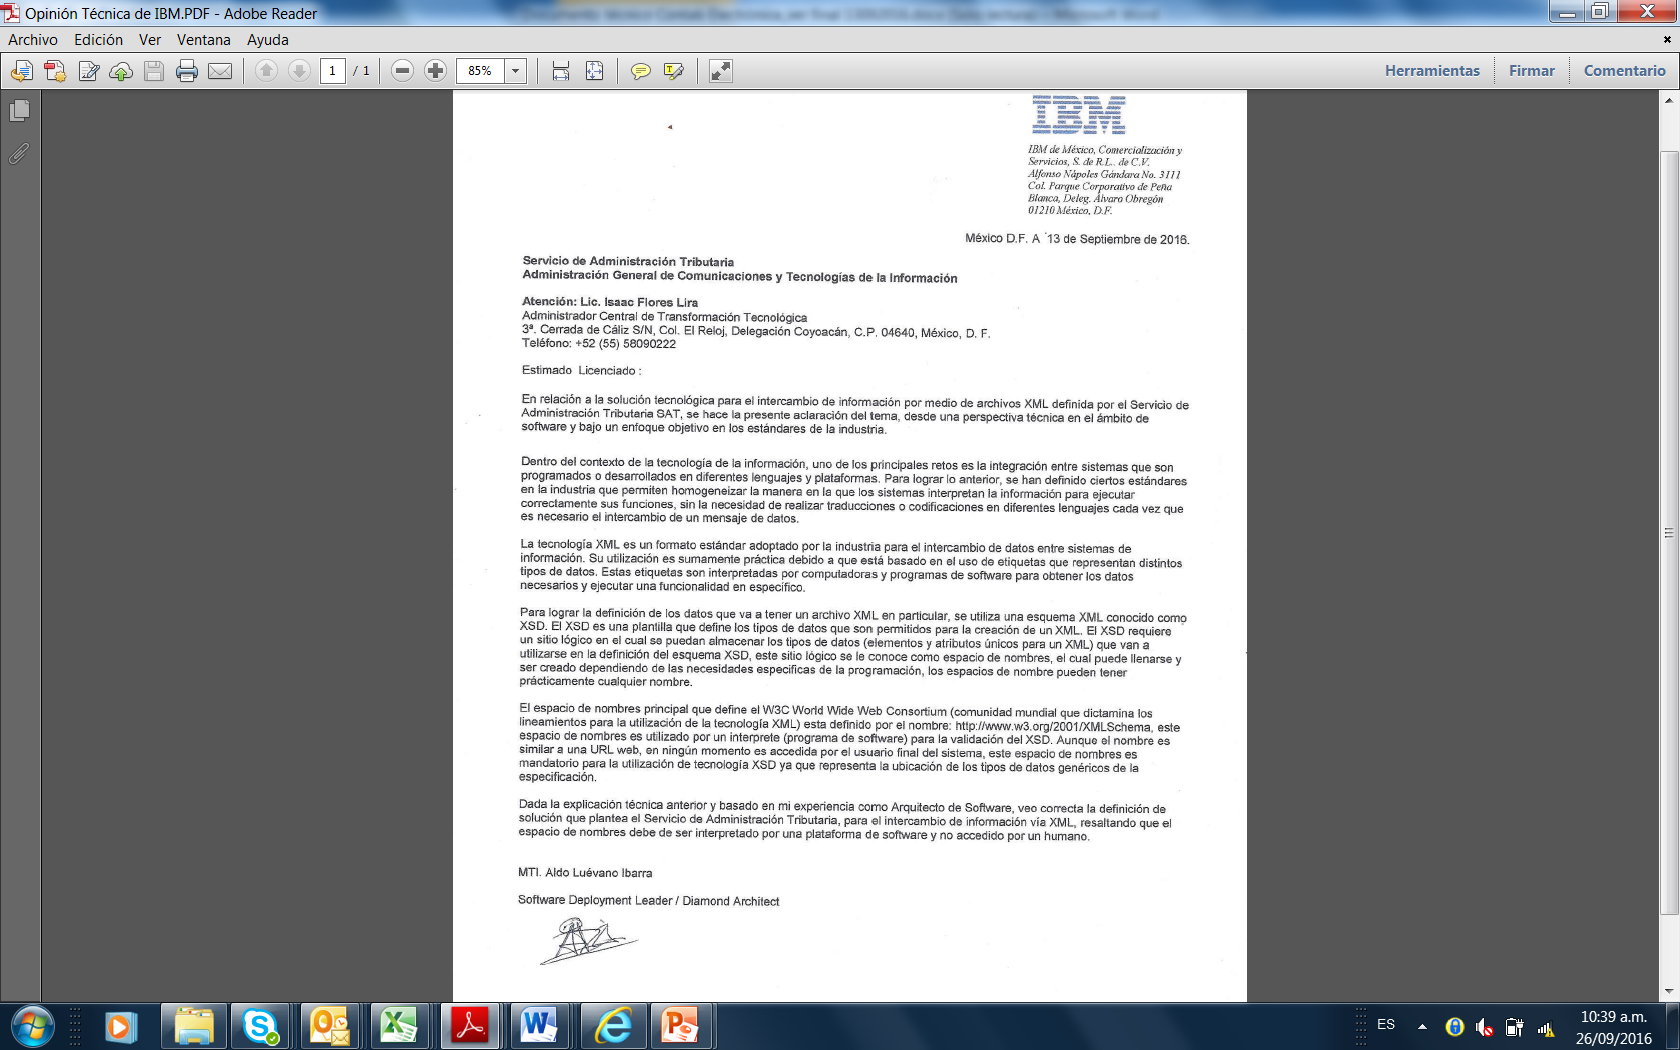 Opinión Técnica de IBM.PDF - Adobe Reader
Archivo Edición Ver Ventana Ayuda
1 / 1 85% Herramientas Firmar Comentario
IBM
IBM de México, Comercialización y
Servicios, S. de R.L.. de C.V.
Alfonso Nápoles Gándara No. 3111
Col. Parque Corporativo de Peña
Blanca, Deleg. Álvaro Obregón
01210 México, D.F.
México D.F. A 13 de Septiembre de 2016.
Servicio de Administración Tributaria
Administración General de Comunicaciones y Tecnologías de la Información
Atención: Lic. Isaac Flores Lira
Administrador Central de Transformación Tecnológica
3ª. Cerrada de Cáliz S/N, Col. El Reloj, Delegación Coyoacán, C.P. 04640, México, D. F.
Teléfono: +52 (55) 58090222
Estimado Licenciado :
En relación a la solución tecnológica para el intercambio de información por medio de archivos XML definida por el Servicio de
Administración Tributaria SAT, se hace la presente aclaración del tema, desde una perspectiva técnica en el ámbito de
software y bajo un enfoque objetivo en los estándares de la industria.
Dentro del contexto de la tecnología de la información, uno de los principales retos es la integración entre sistemas que son
programados o desarrollados en diferentes lenguajes y plataformas. Para lograr lo anterior, se han definido ciertos estándares
en la industria que permiten homogeneizar la manera en la que los sistemas interpretan la información para ejecutar
correctamente sus funciones, sin la necesidad de realizar traducciones o codificaciones en diferentes lenguajes cada vez que
es necesario el intercambio de un mensaje de datos.
La tecnología XML es un formato estándar adoptado por la industria para el intercambio de datos entre sistemas de
información. Su utilización es sumamente práctica debido a que está basado en el uso de etiquetas que representan distintos
tipos de datos. Estas etiquetas son interpretadas por computadoras y programas de software para obtener los datos
necesarios y ejecutar una funcionalidad en específico.
Para lograr la definición de los datos que va a tener un archivo XML en particular, se utiliza una esquema XML conocido como
XSD. El XSD es una plantilla que define los tipos de datos que son permitidos para la creación de un XML. El XSD requiere
un sitio lógico en el cual se puedan almacenar los tipos de datos (elementos y atributos únicos para un XML) que van a
utilizarse en la definición del esquema XSD, este sitio lógico se le conoce como espacio de nombres, el cual puede llenarse y
ser creado dependiendo de las necesidades especificas de la programación, los espacios de nombre pueden tener
prácticamente cualquier nombre.
El espacio de nombres principal que define el W3C World Wide Web Consortium (comunidad mundial que dictamina los
lineamientos para la utilización de la tecnología XML) esta definido por el nombre: http://www.w3.org/2001/XMLSchema, este
espacio de nombres es utilizado por un interprete (programa de software) para la validación del XSD. Aunque el nombre es
similar a una URL web, en ningún momento es accedida por el usuario final del sistema, este espacio de nombres es
mandatorio para la utilización de tecnología XSD ya que representa la ubicación de los tipos de datos genéricos de la
especificación.
Dada la explicación técnica anterior y basado en mi experiencia como Arquitecto de Software, veo correcta la definición de
solución que plantea el Servicio de Administración Tributaria, para el intercambio de información vía XML, resaltando que el
espacio de nombres debe de ser interpretado por una plataforma de software y no accedido por un humano.
MTI. Aldo Luévano Ibarra
Software Deployment Leader / Diamond Architect
ES
10:39 a.m.
26/09/2016